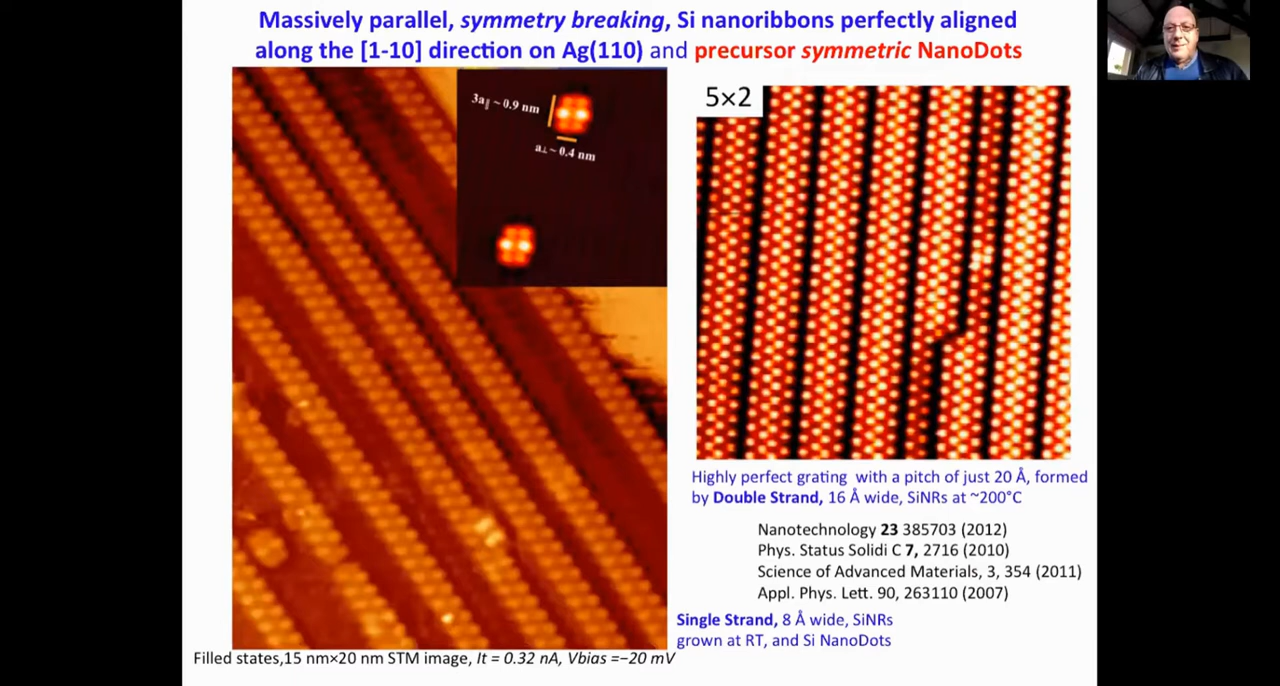 Massively parallel, symmetry breaking, Si nanoribbons perfectly aligned
along the [1-10] direction on Ag(110) and precursor symmetric NanoDots
3a∥ ~ 0.9 nm
a⊥ ~ 0.4 nm
5×2
Highly perfect grating with a pitch of just 20 Å, formed
by Double Strand, 16 Å wide, SiNRs at ~200°C
Nanotechnology 23 385703 (2012)
Phys. Status Solidi C 7, 2716 (2010)
Science of Advanced Materials, 3, 354 (2011)
Appl. Phys. Lett. 90, 263110 (2007)
Single Strand, 8 Å wide, SiNRs
grown at RT, and Si NanoDots
Filled states,15 nm×20 nm STM image, It = 0.32 nA, Vbias =−20 mV